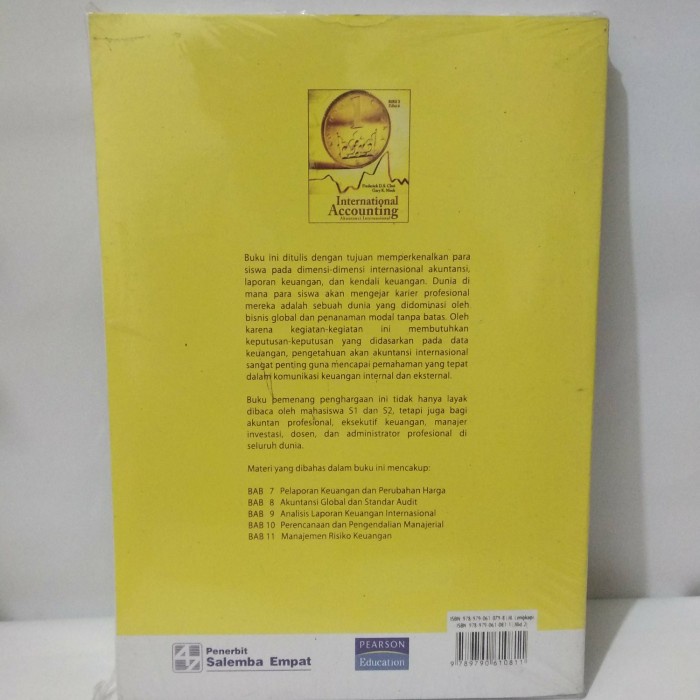 International
Accounting
Akuntansi Internasional
Buku ini ditulis dengan tujuan memperkenalkan para
siswa pada dimensi-dimensi internasional akuntansi,
laporan keuangan, dan kendali keuangan. Dunia di
mana para siswa akan mengejar karier profesional
mereka adalah sebuah dunia yang didominasi oleh
bisnis global dan penanaman modal tanpa batas. Oleh
karena kegiatan-kegiatan ini membutuhkan
keputusan-keputusan yang didasarkan pada data
keuangan, pengetahuan akan akuntansi internasional
sangat penting guna mencapai pemahaman yang tepat
dalam komunikasi keuangan internal dan eksternal.
Buku pemenang penghargaan ini tidak hanya layak
dibaca oleh mahasiswa S1 dan S2, tetapi juga bagi
akuntan profesional, eksekutif keuangan, manajer
investasi, dosen, dan administrator profesional di
seluruh dunia.
Materi yang dibahas dalam buku ini mencakup:
BAB 7 Pelaporan Keuangan dan Perubahan Harga
BAB 8 Akuntansi Global dan Standar Audit
BAB 9 Analisis Laporan Keuangan Internasional
BAB 10 Perencanaan dan Pengendalian Manajerial
BAB 11 Manajemen Risiko Keuangan
Penerbit
Salemba Empat
PEARSON
Education
9 789790 610811